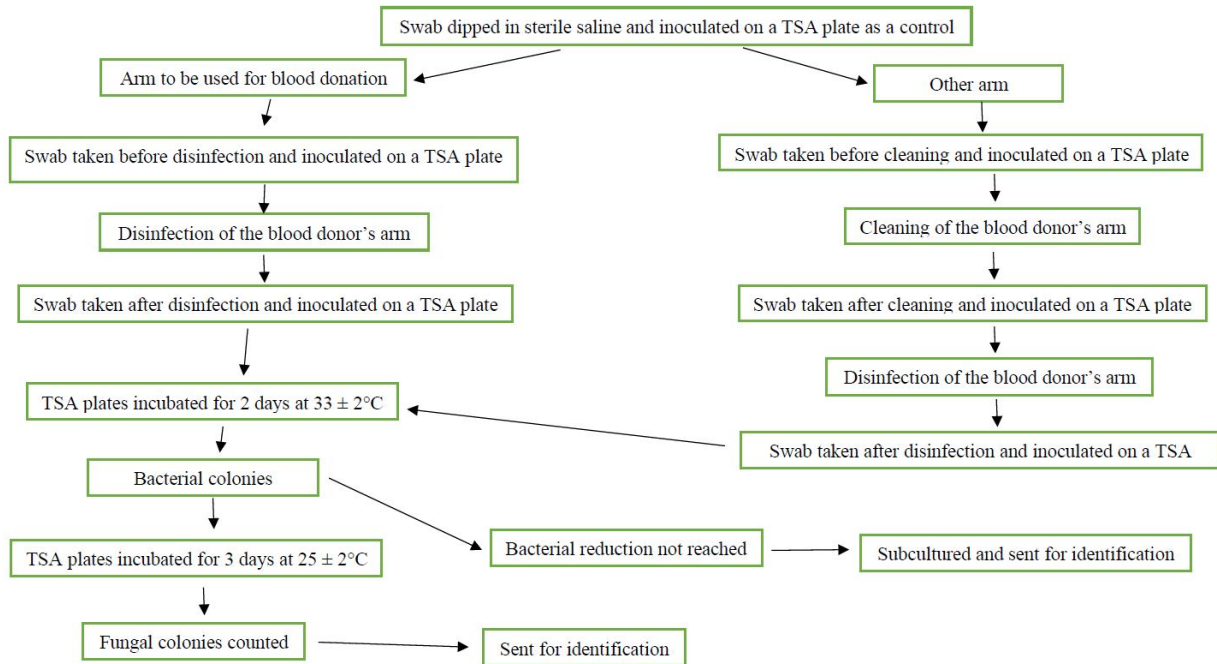 Swab dipped in sterile saline and inoculated on a TSA plate as a control
Arm to be used for blood donation
Other arm
Swab taken before disinfection and inoculated on a TSA plate
Swab taken before cleaning and inoculated on a TSA plate
Disinfection of the blood donor’s arm
Cleaning of the blood donor’s arm
Swab taken after disinfection and inoculated on a TSA plate
Swab taken after cleaning and inoculated on a TSA plate
Disinfection of the blood donor’s arm
TSA plates incubated for 2 days at 33 ± 2°C
Swab taken after disinfection and inoculated on a TSA
Bacterial colonies
Bacterial reduction not reached
Subcultured and sent for identification
TSA plates incubated for 3 days at 25 ± 2°C
Fungal colonies counted
Sent for identification